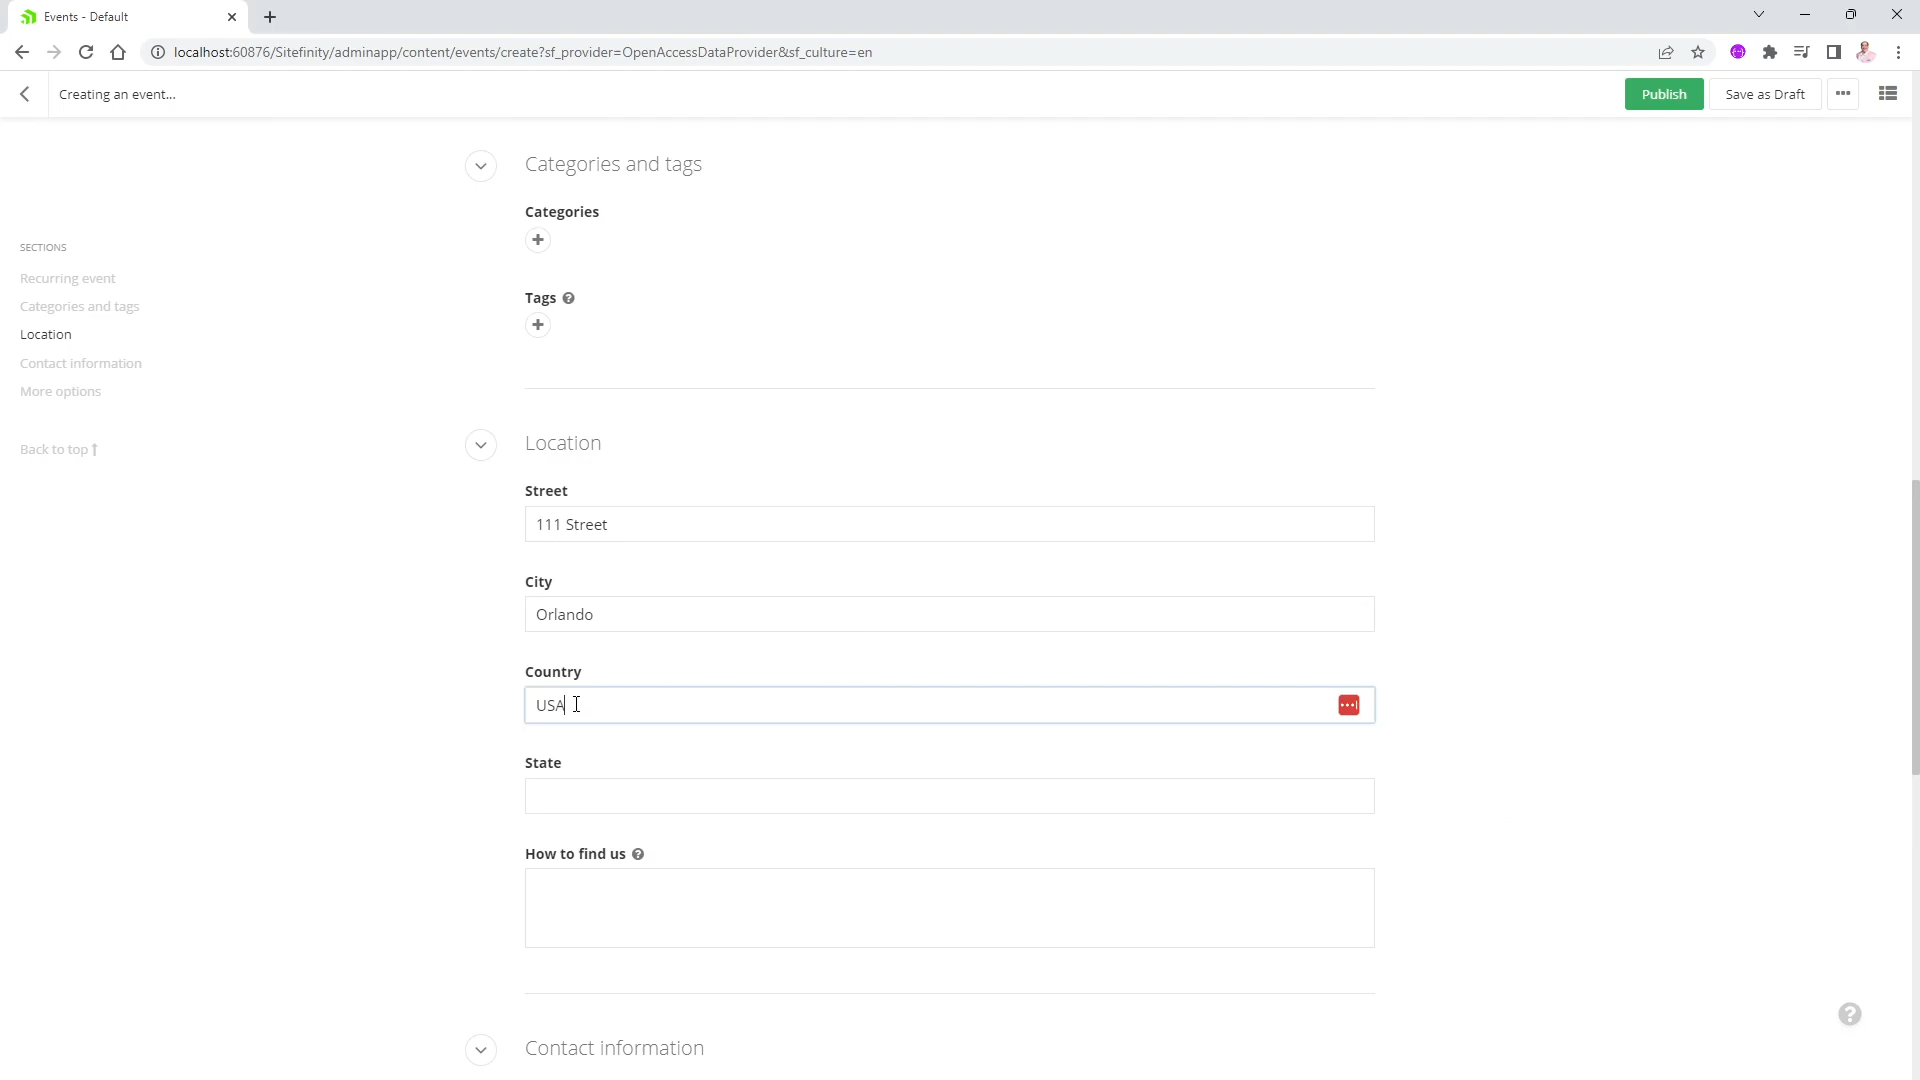 Events - Default
localhost:60876/Sitefinity/adminapp/content/events/create?sf_provider=OpenAccessDataProvider&sf_culture=en
Creating an event...
Publish
Save as Draft
Categories and tags
Categories
SECTIONS
Recurring event
Categories and tags
Location
Contact information
More options
Back to top
Tags
Location
Street
111 Street
City
Orlando
Country
USA
State
How to find us
Contact information